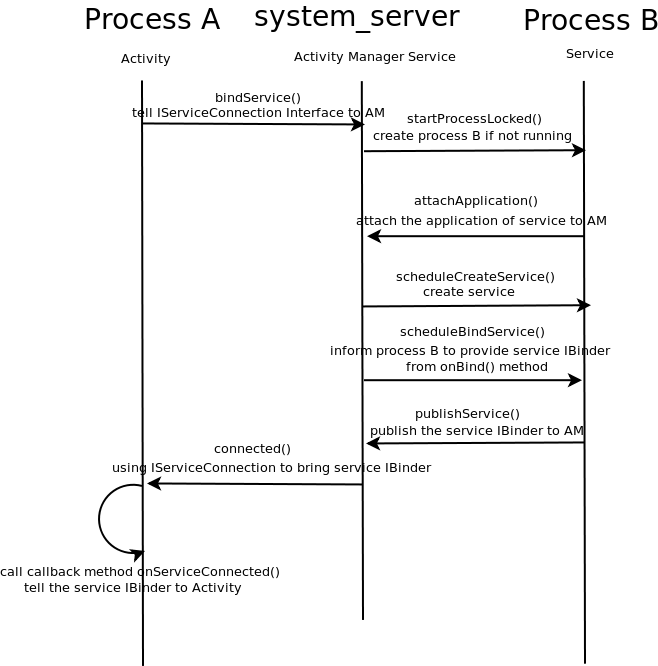 Process A
system_server
Process B
Activity
Activity Manager Service
Service
bindService()
tell IServiceConnection Interface to AM
startProcessLocked()
create process B if not running
attachApplication()
attach the application of service to AM
scheduleCreateService()
create service
scheduleBindService()
inform process B to provide service IBinder
from onBind() method
publishService()
publish the service IBinder to AM
connected()
using IServiceConnection to bring service IBinder
call callback method onServiceConnected()
tell the service IBinder to Activity